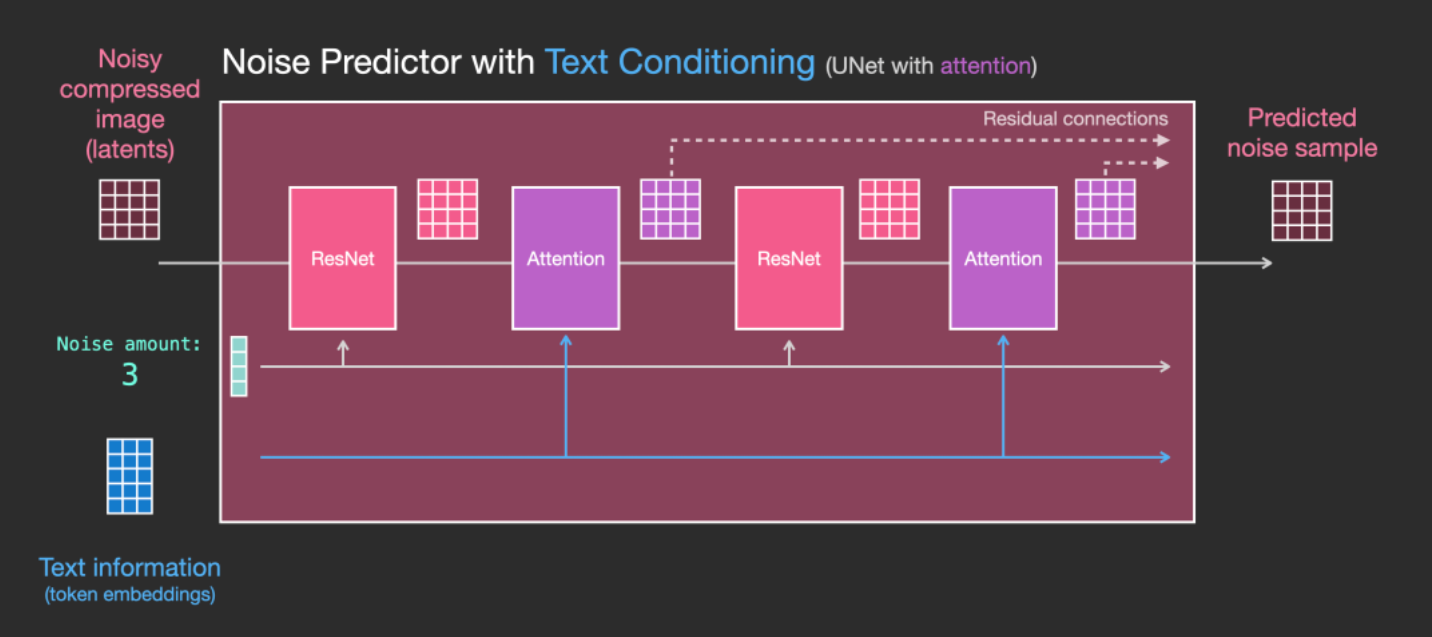 Noise Predictor with Text Conditioning (UNet with attention)
Noisy
compressed
image
(latents)
Residual connections
Predicted
noise sample
ResNet
Attention
ResNet
Attention
Noise amount:
3
Text information
(token embeddings)